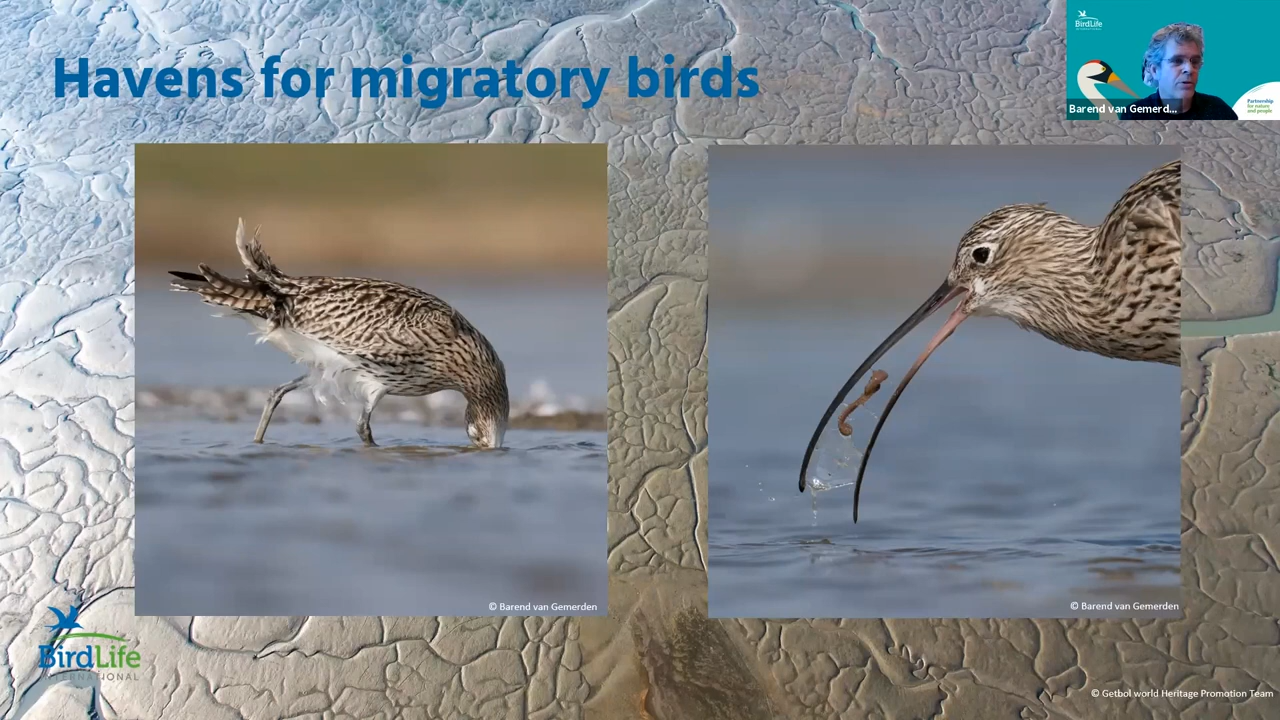 Havens for migratory birds
BirdLife
INTERNATIONAL
Barend van Gemerd...
Partnership
for nature
and people
© Barend van Gemerden
© Barend van Gemerden
BirdLife
INTERNATIONAL
© Getbol world Heritage Promotion Team